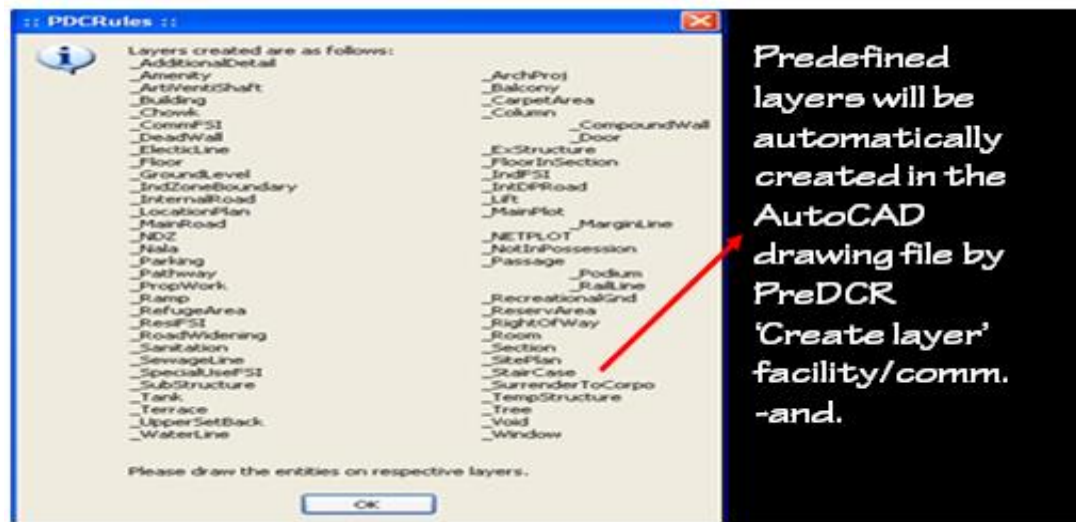 :: PDCRules ::
Layers created are as follows:
_AdditionalDetail
_Amenity _ArchProj
_ArtiVentiShaft _Balcony
_Building _CarpetArea
_Chowk _Column
_CommFSI _CompoundWall
_DeadWall _Door
_ElecticLine _ExStructure
_Floor _FloorInSection
_GroundLevel _IndFSI
_IndZoneBoundary _IntDPRoad
_InternalRoad _Lift
_LocationPlan _MainPlot
_MainRoad _MarginLine
_NDZ _NETPLOT
_Nala _NotInPossession
_Parking _Passage
_Pathway _Podium
_PropWork _RailLine
_Ramp _RecreationalGnd
_RefugeArea _ReservArea
_ResiFSI _RightOfWay
_RoadWidening _Room
_Sanitation _Section
_SewageLine _SitePlan
_SpecialUseFSI _StairCase
_SubStructure _SurrenderToCorpo
_Tank _TempStructure
_Terrace _Tree
_UpperSetBack _Void
_WaterLine _Window
Please draw the entities on respective layers.
OK
Predefined
layers will be
automatically
created in the
AutoCAD
drawing file by
PreDCR
‘Create layer’
facility/comm.
-and.